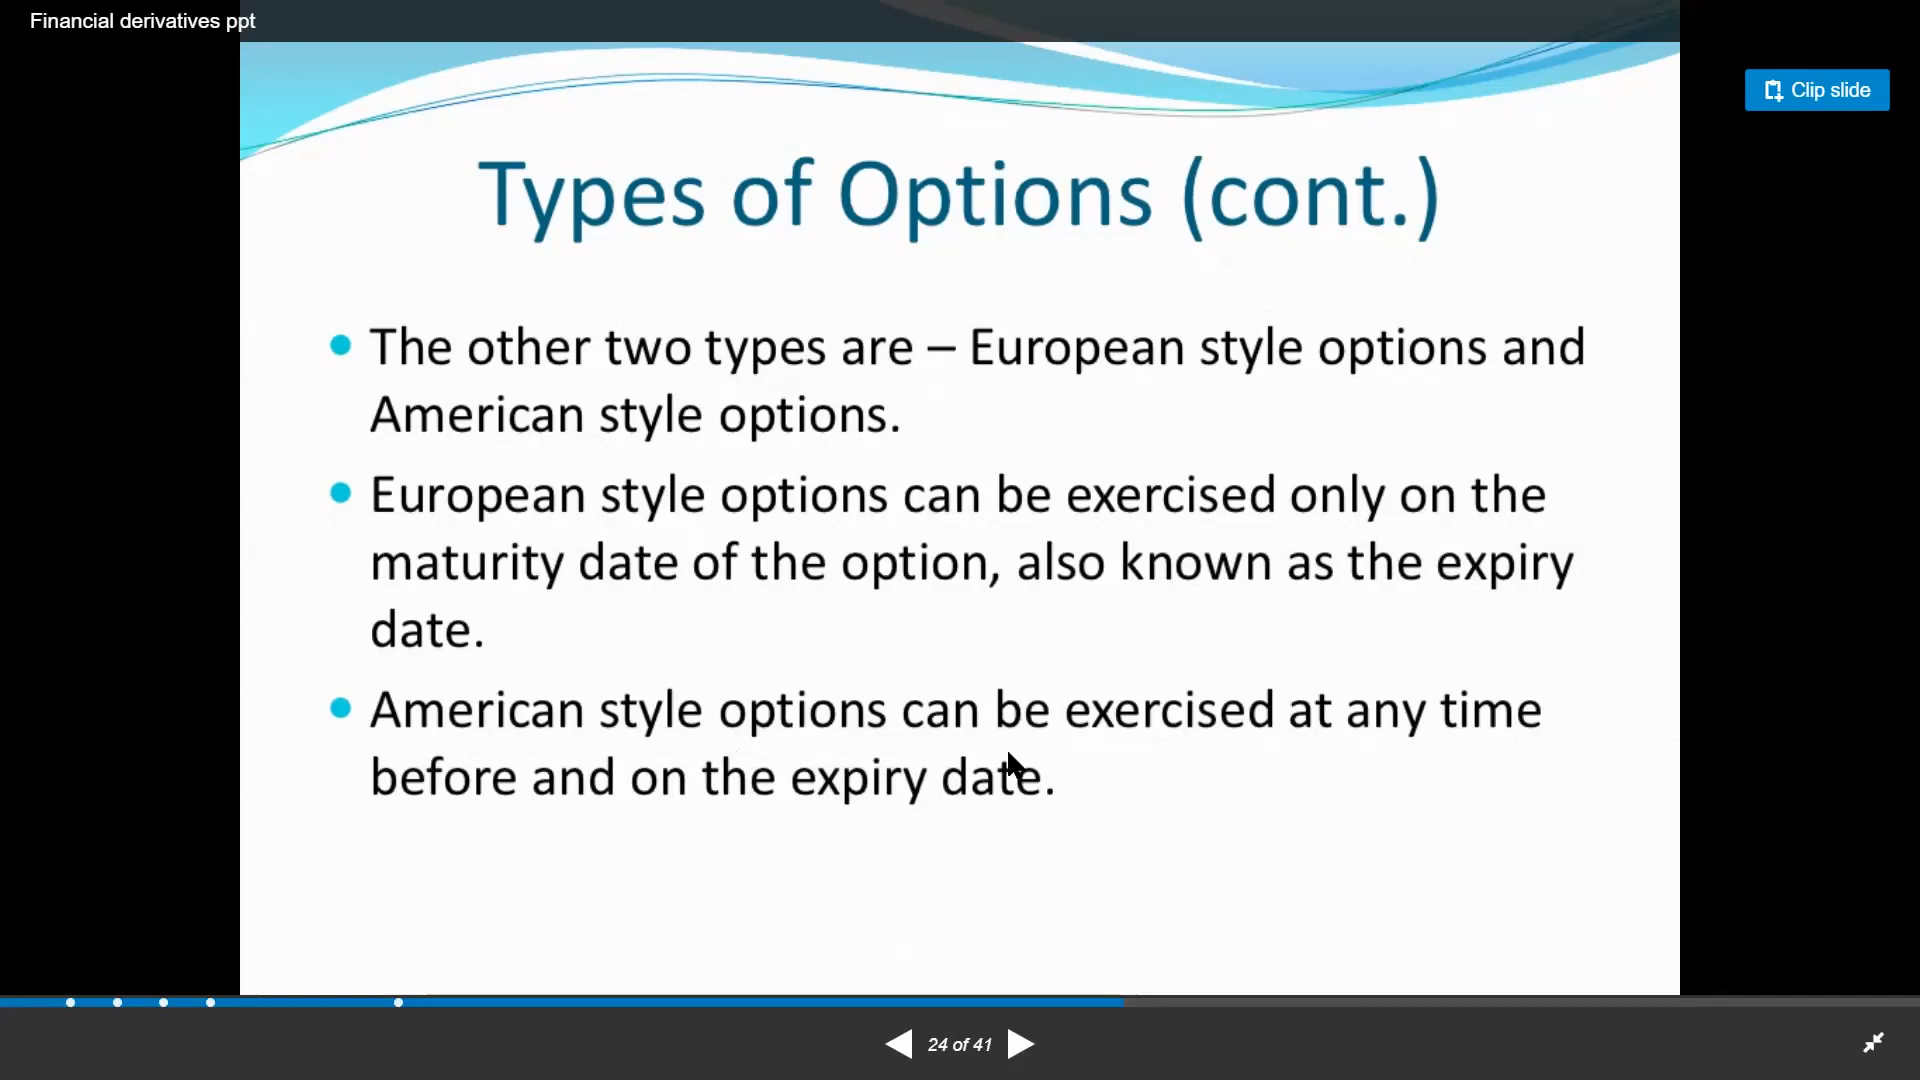 Financial derivatives ppt
Clip slide
Types of Options (cont.)
• The other two types are – European style options and
American style options.
• European style options can be exercised only on the
maturity date of the option, also known as the expiry
date.
• American style options can be exercised at any time
before and on the expiry date.
24 of 41